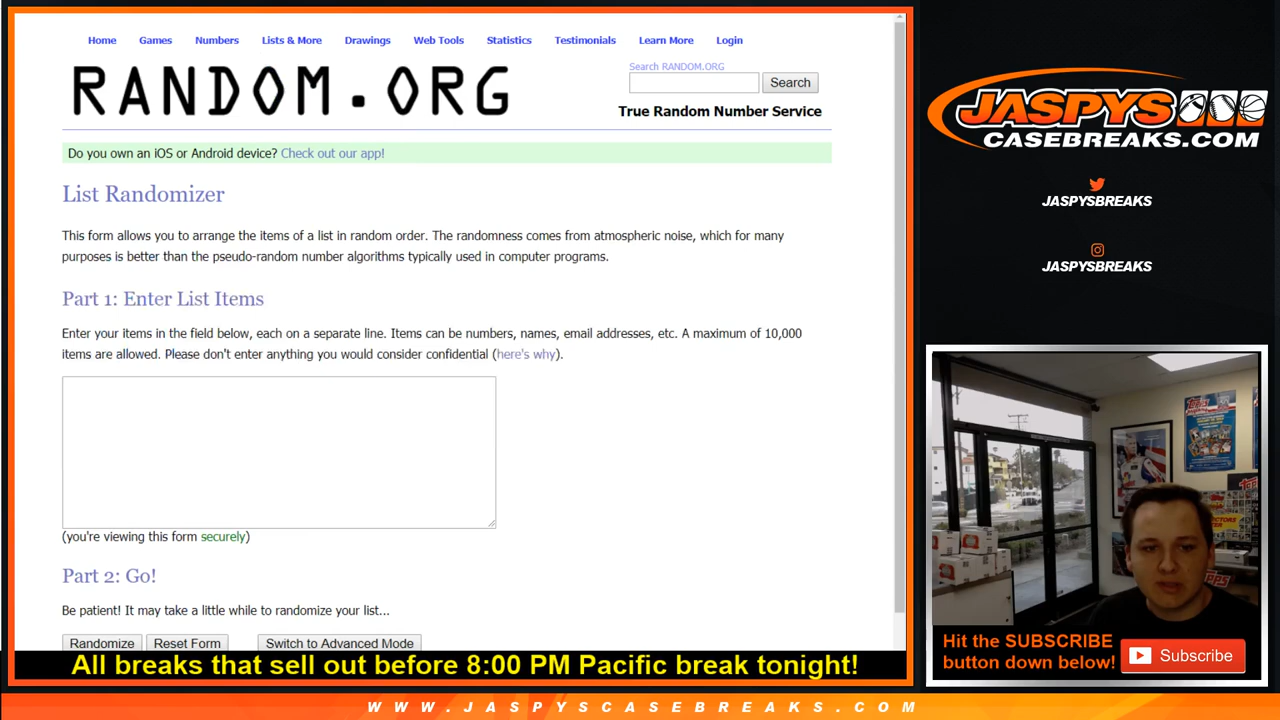 Home Games Numbers Lists & More Drawings Web Tools Statistics Testimonials Learn More Login
RANDOM.ORG
Search RANDOM.ORG
Search
True Random Number Service
Do you own an iOS or Android device? Check out our app!
List Randomizer
This form allows you to arrange the items of a list in random order. The randomness comes from atmospheric noise, which for many
purposes is better than the pseudo-random number algorithms typically used in computer programs.
Part 1: Enter List Items
Enter your items in the field below, each on a separate line. Items can be numbers, names, email addresses, etc. A maximum of 10,000
items are allowed. Please don't enter anything you would consider confidential (here's why).
(you're viewing this form securely)
Part 2: Go!
Be patient! It may take a little while to randomize your list...
Randomize Reset Form Switch to Advanced Mode
All breaks that sell out before 8:00 PM Pacific break tonight!
WWW.JASPYSCASEBREAKS.COM
JASPYS
CASEBREAKS.COM
JASPYSBREAKS
JASPYSBREAKS
TOPPS
TOPPS
Hit the SUBSCRIBE
button down below!
Subscribe